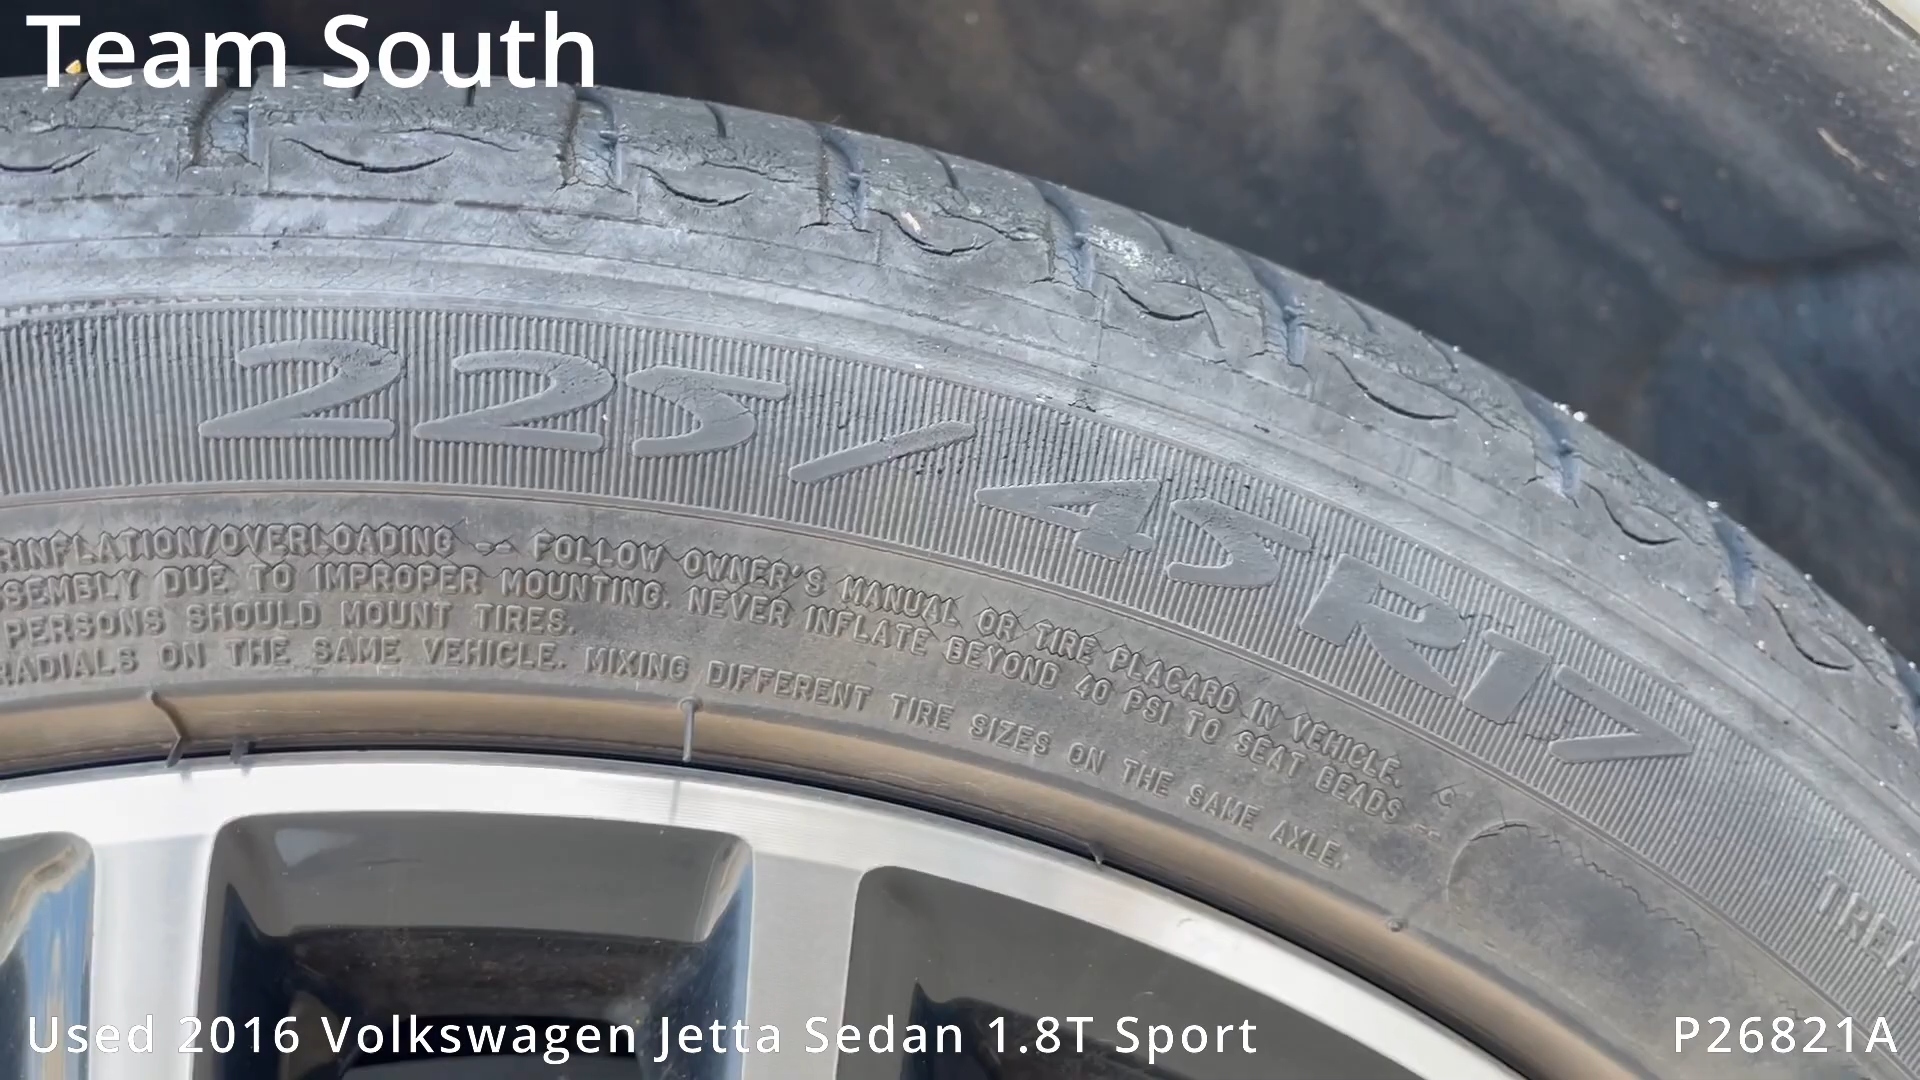 Team South
225/45R17
RINFLATION/OVERLOADING -- FOLLOW OWNER'S MANUAL OR TIRE PLACARD IN VEHICLE.
SSEMBLY DUE TO IMPROPER MOUNTING. NEVER INFLATE BEYOND 40 PSI TO SEAT BEADS --
PERSONS SHOULD MOUNT TIRES.
RADIALS ON THE SAME VEHICLE. MIXING DIFFERENT TIRE SIZES ON THE SAME AXLE.
TREA
Used 2016 Volkswagen Jetta Sedan 1.8T Sport
P26821A